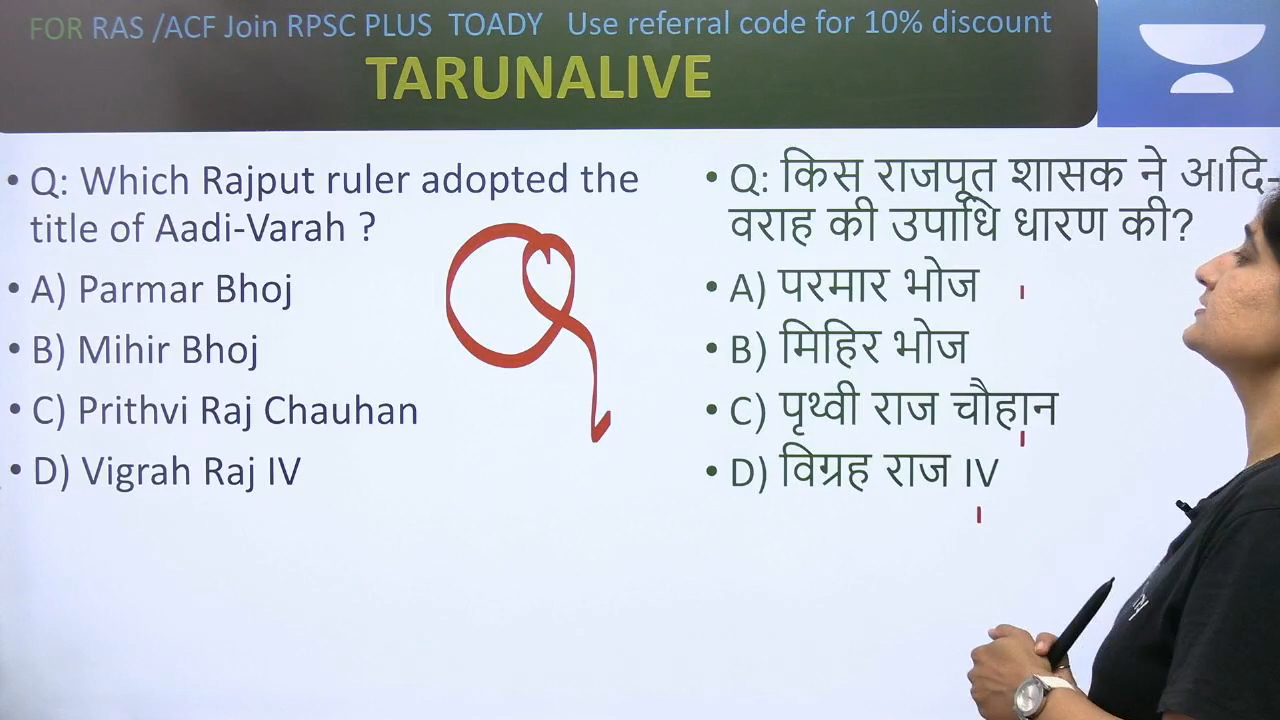 FOR RAS /ACF Join RPSC PLUS TOADY Use referral code for 10% discount
TARUNALIVE
• Q: Which Rajput ruler adopted the
title of Aadi-Varah ?
• A) Parmar Bhoj
• B) Mihir Bhoj
• C) Prithvi Raj Chauhan
• D) Vigrah Raj IV
• Q: किस राजपूत शासक ने आदि-
वराह की उपाधि धारण की?
• A) परमार भोज
• B) मिहिर भोज
• C) पृथ्वी राज चौहान
• D) विग्रह राज IV